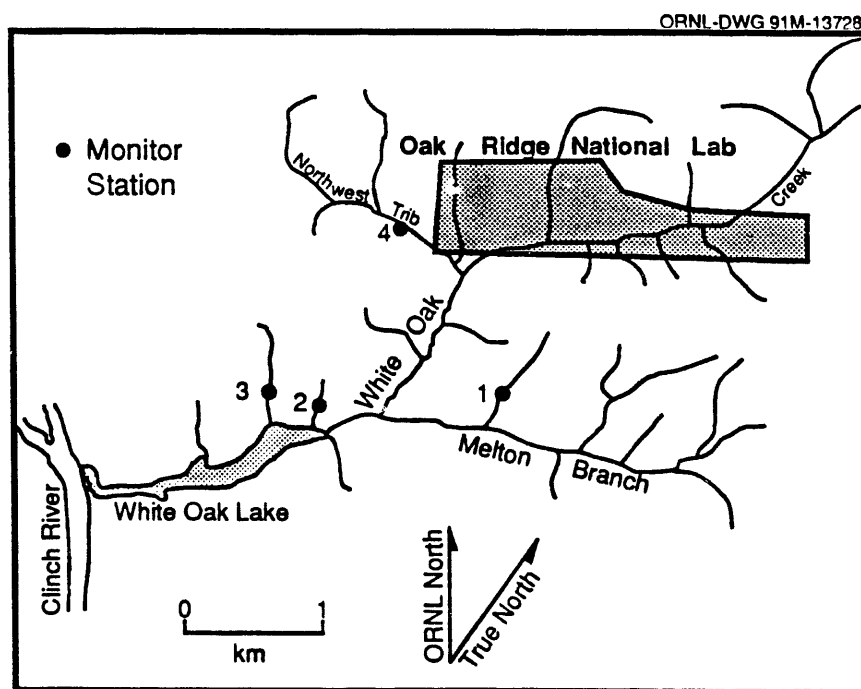 ORNL-DWG 91M-13728
Monitor
Station
Oak Ridge National Lab
Northwest
Trib
Creek
4
White Oak
3
2
1
Melton
Branch
White Oak Lake
Clinch River
0 1
km
ORNL North
True North